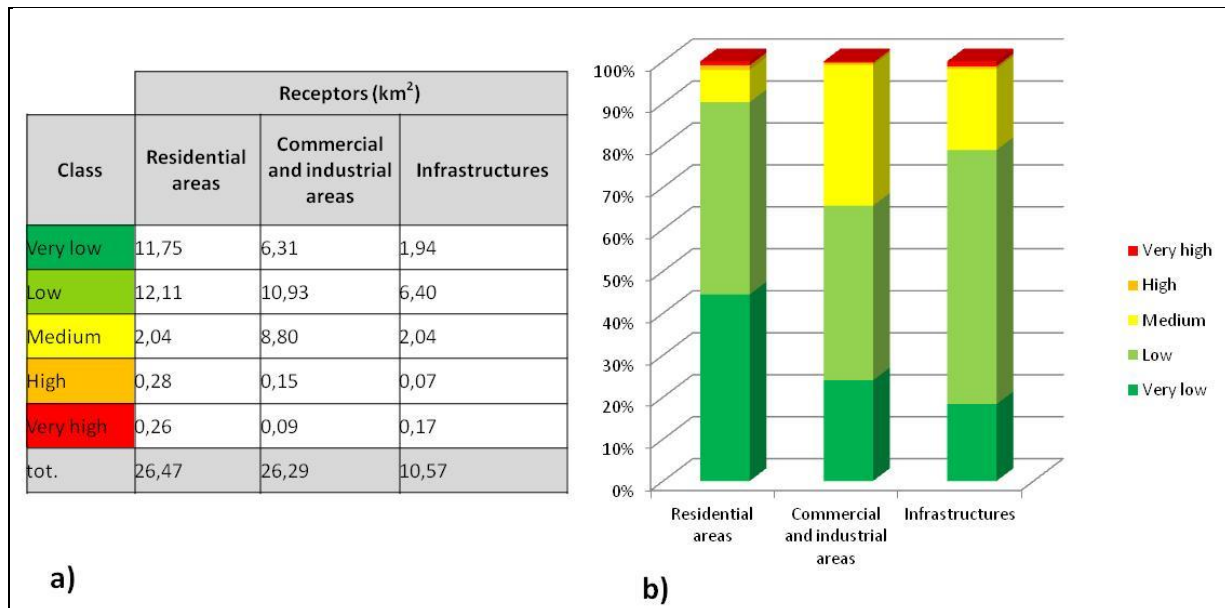 Receptors (km²)
Class
Residential
areas
Commercial
and industrial
areas
Infrastructures
Very low 11,75 6,31 1,94
Low 12,11 10,93 6,40
Medium 2,04 8,80 2,04
High 0,28 0,15 0,07
Very high 0,26 0,09 0,17
tot. 26,47 26,29 10,57
a)
100%
90%
80%
70%
60%
50%
40%
30%
20%
10%
0%
Residential
areas
Commercial
and industrial
areas
Infrastructures
Very high
High
Medium
Low
Very low
b)